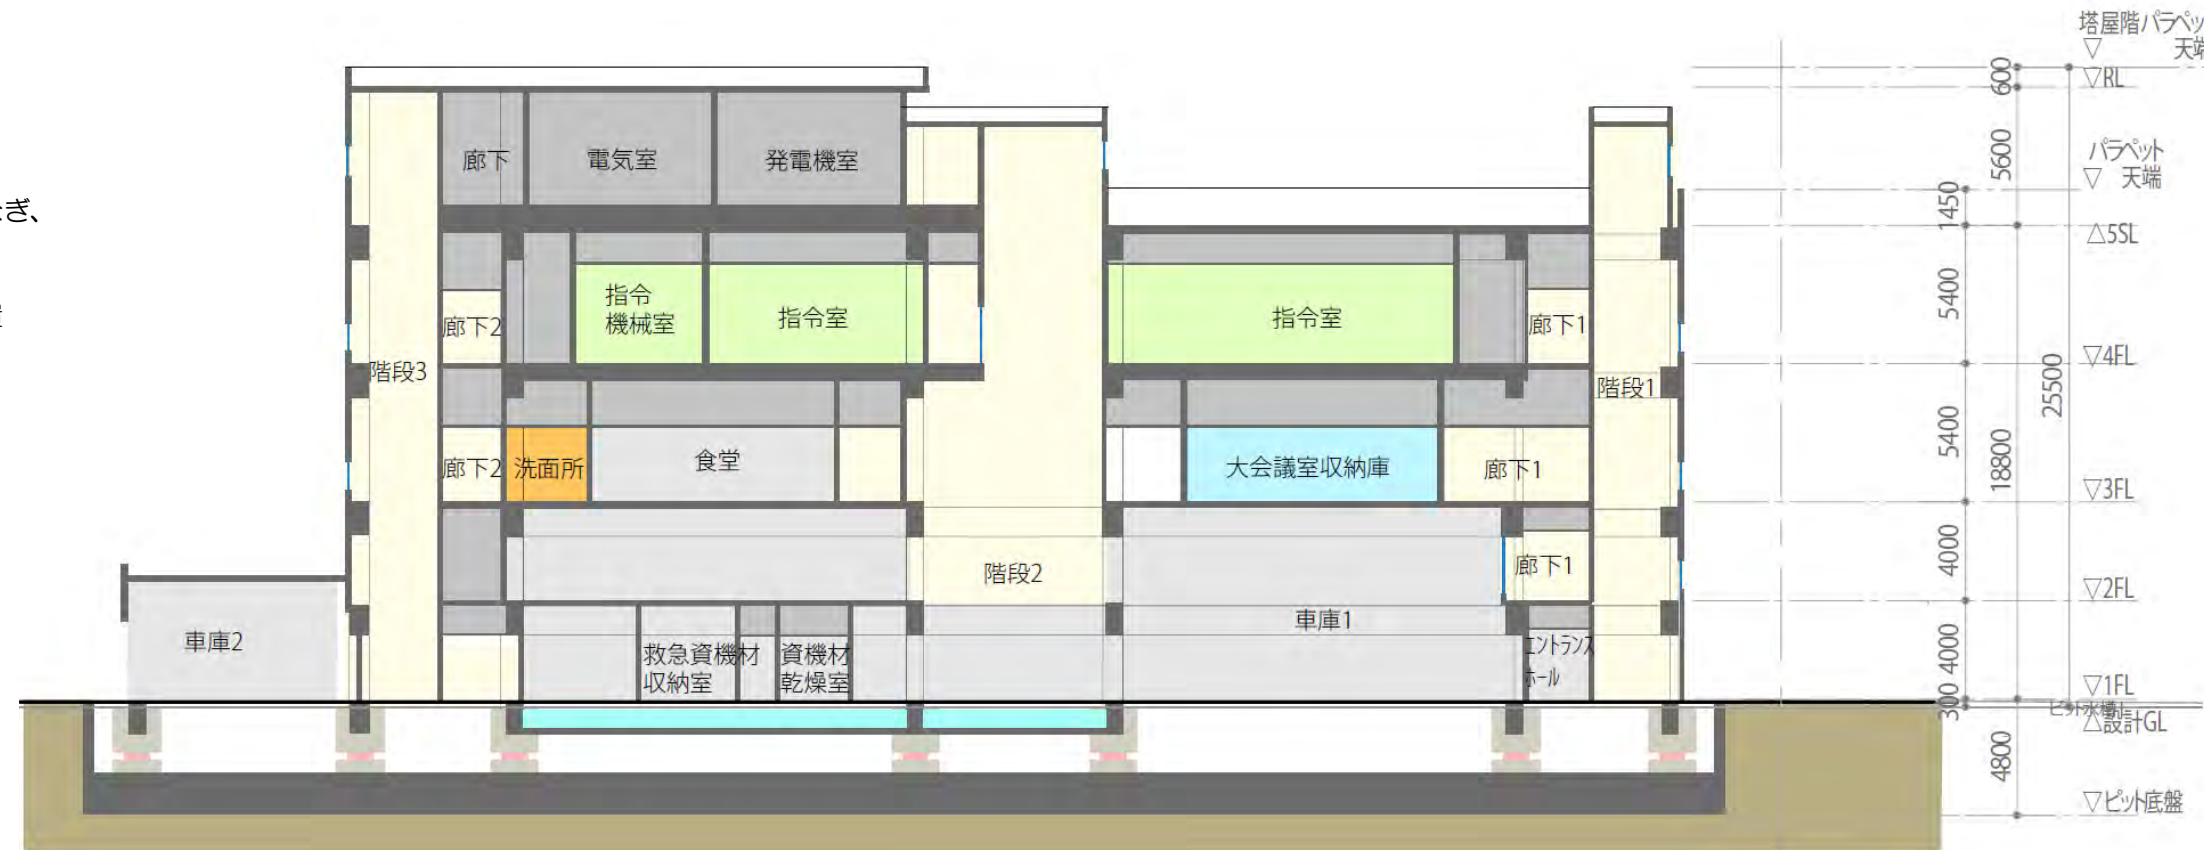 塔屋階パラペット
▽ 天端
▽RL
600
パラペット
▽ 天端
5600
廊下
電気室
発電機室
ぎ、
1450
△5SL
5400
指令
機械室
指令室
指令室
廊下2
廊下1
▽4FL
階段3
階段1
25500
5400
18800
廊下2
洗面所
食堂
大会議室収納庫
廊下1
▽3FL
4000
階段2
廊下1
▽2FL
車庫2
車庫1
4000
救急資機材
収納室
資機材
乾燥室
エントランス
ホール
▽1FL
300
ピット水槽
△設計GL
4800
▽ピット底盤